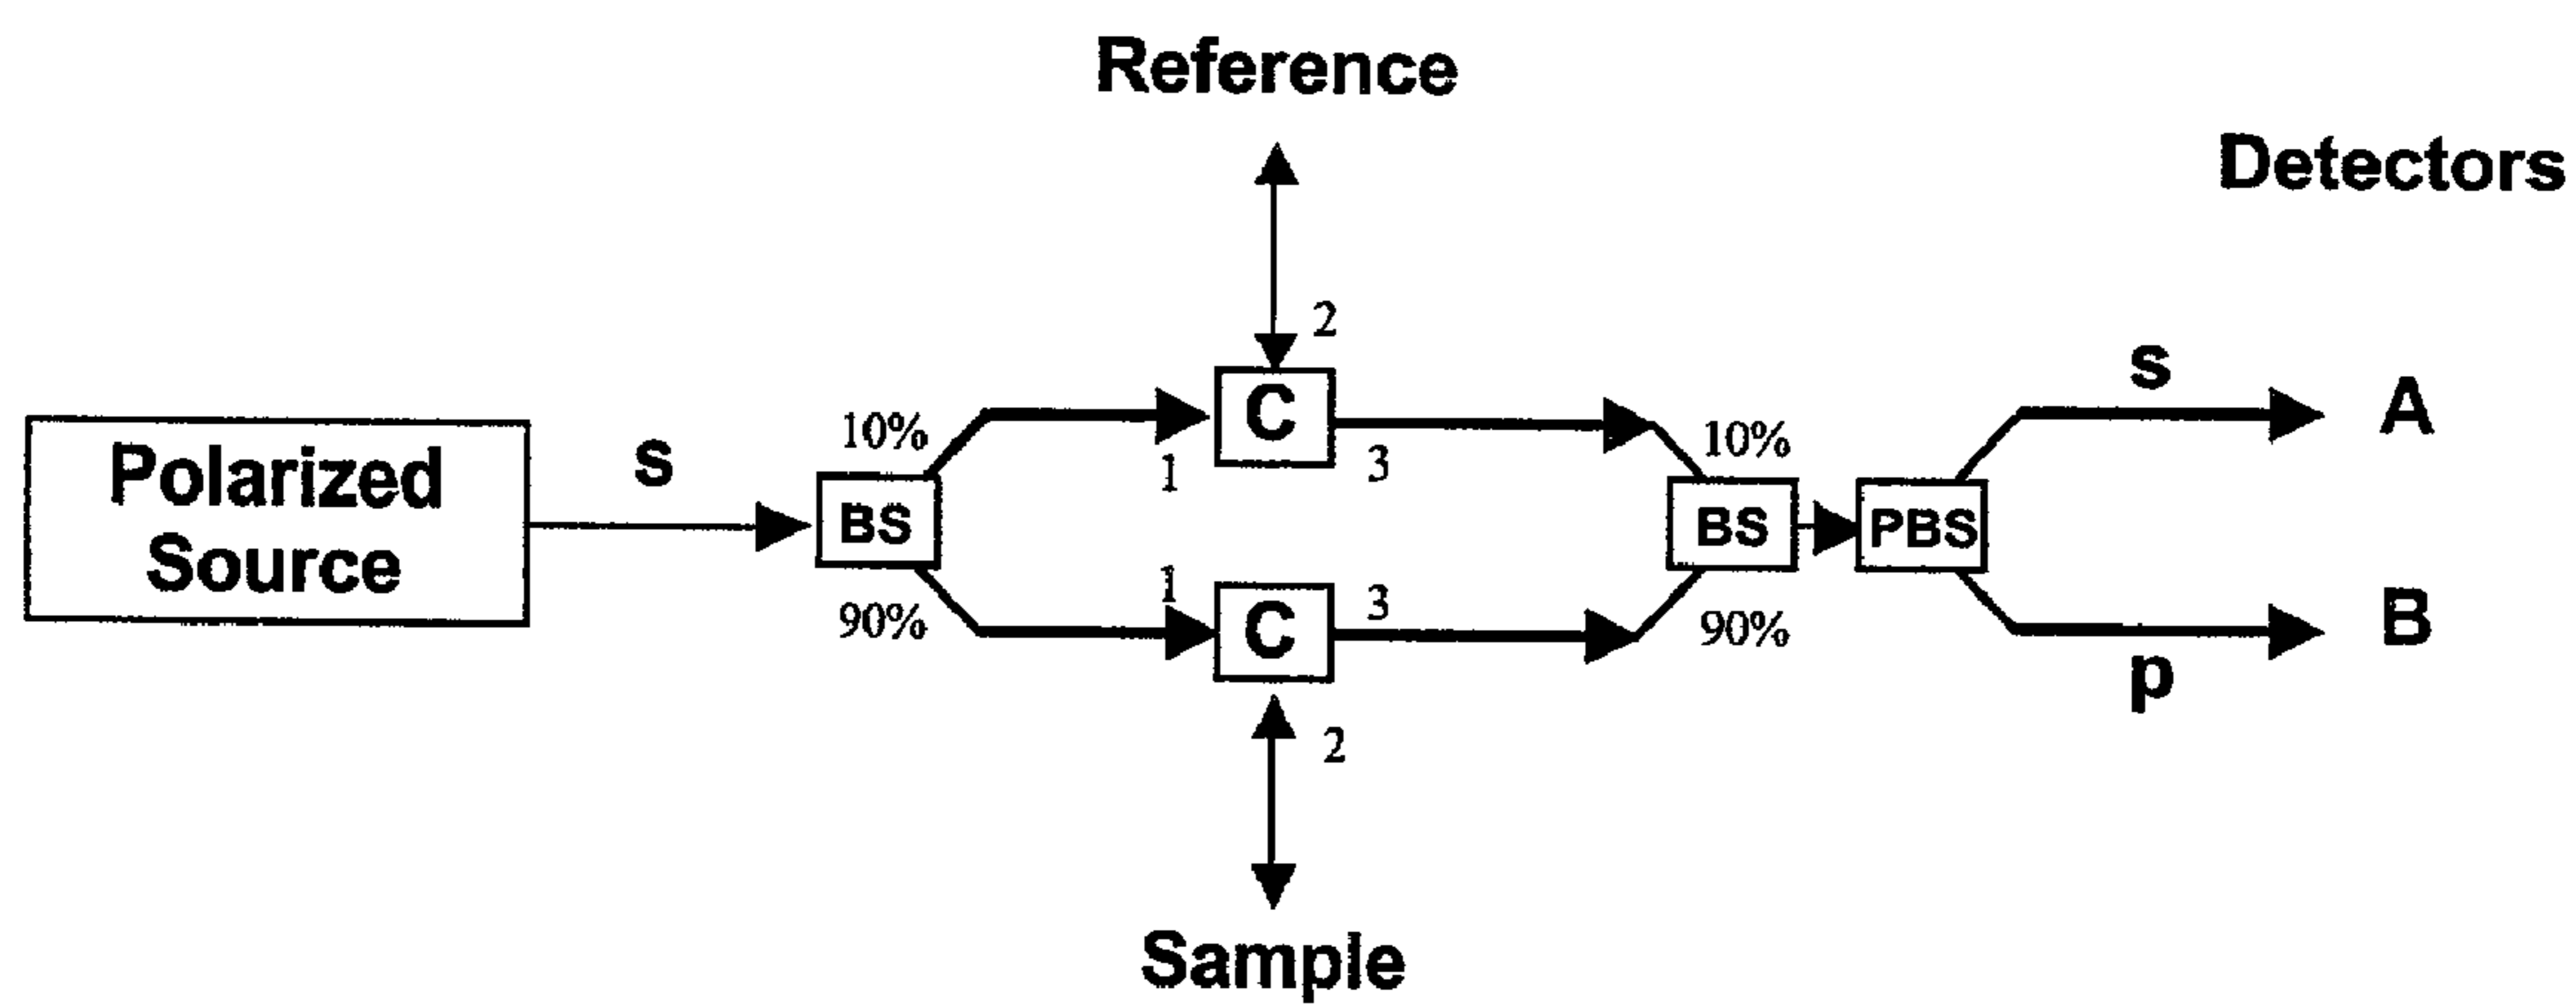 Reference
Detectors
2
s
A
10%
C
10%
s
1
3
Polarized
Source
BS
BS
PBS
1
3
90%
C
90%
B
p
2
Sample